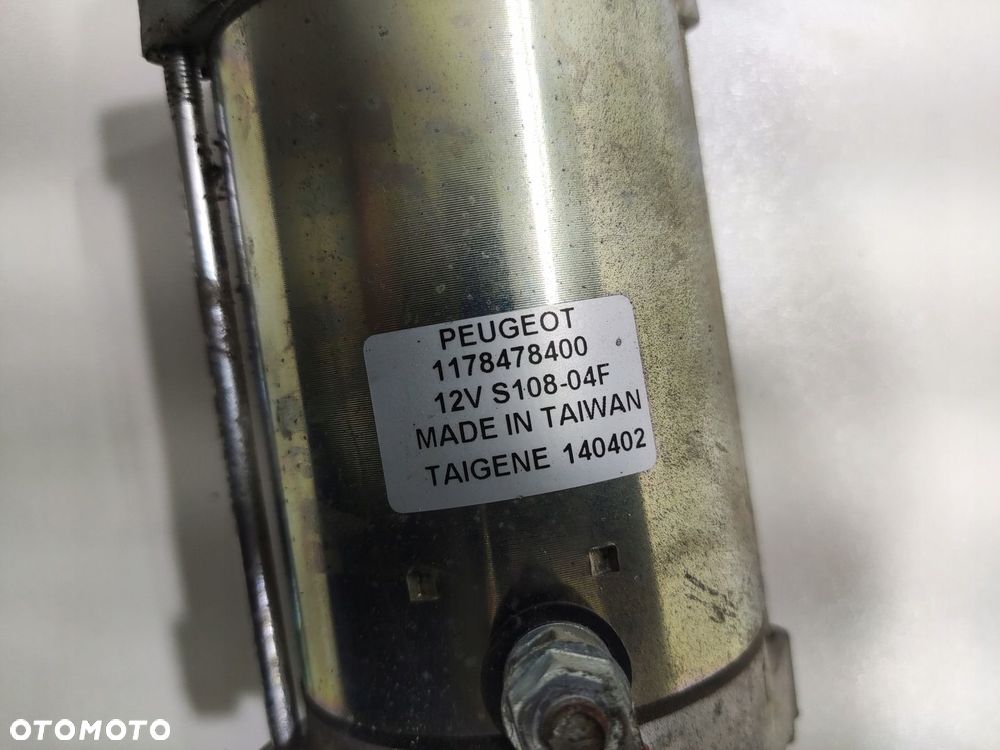 PEUGEOT
1178478400
12V S108-04F
MADE IN TAIWAN
TAIGENE 140402
OTOMOTO